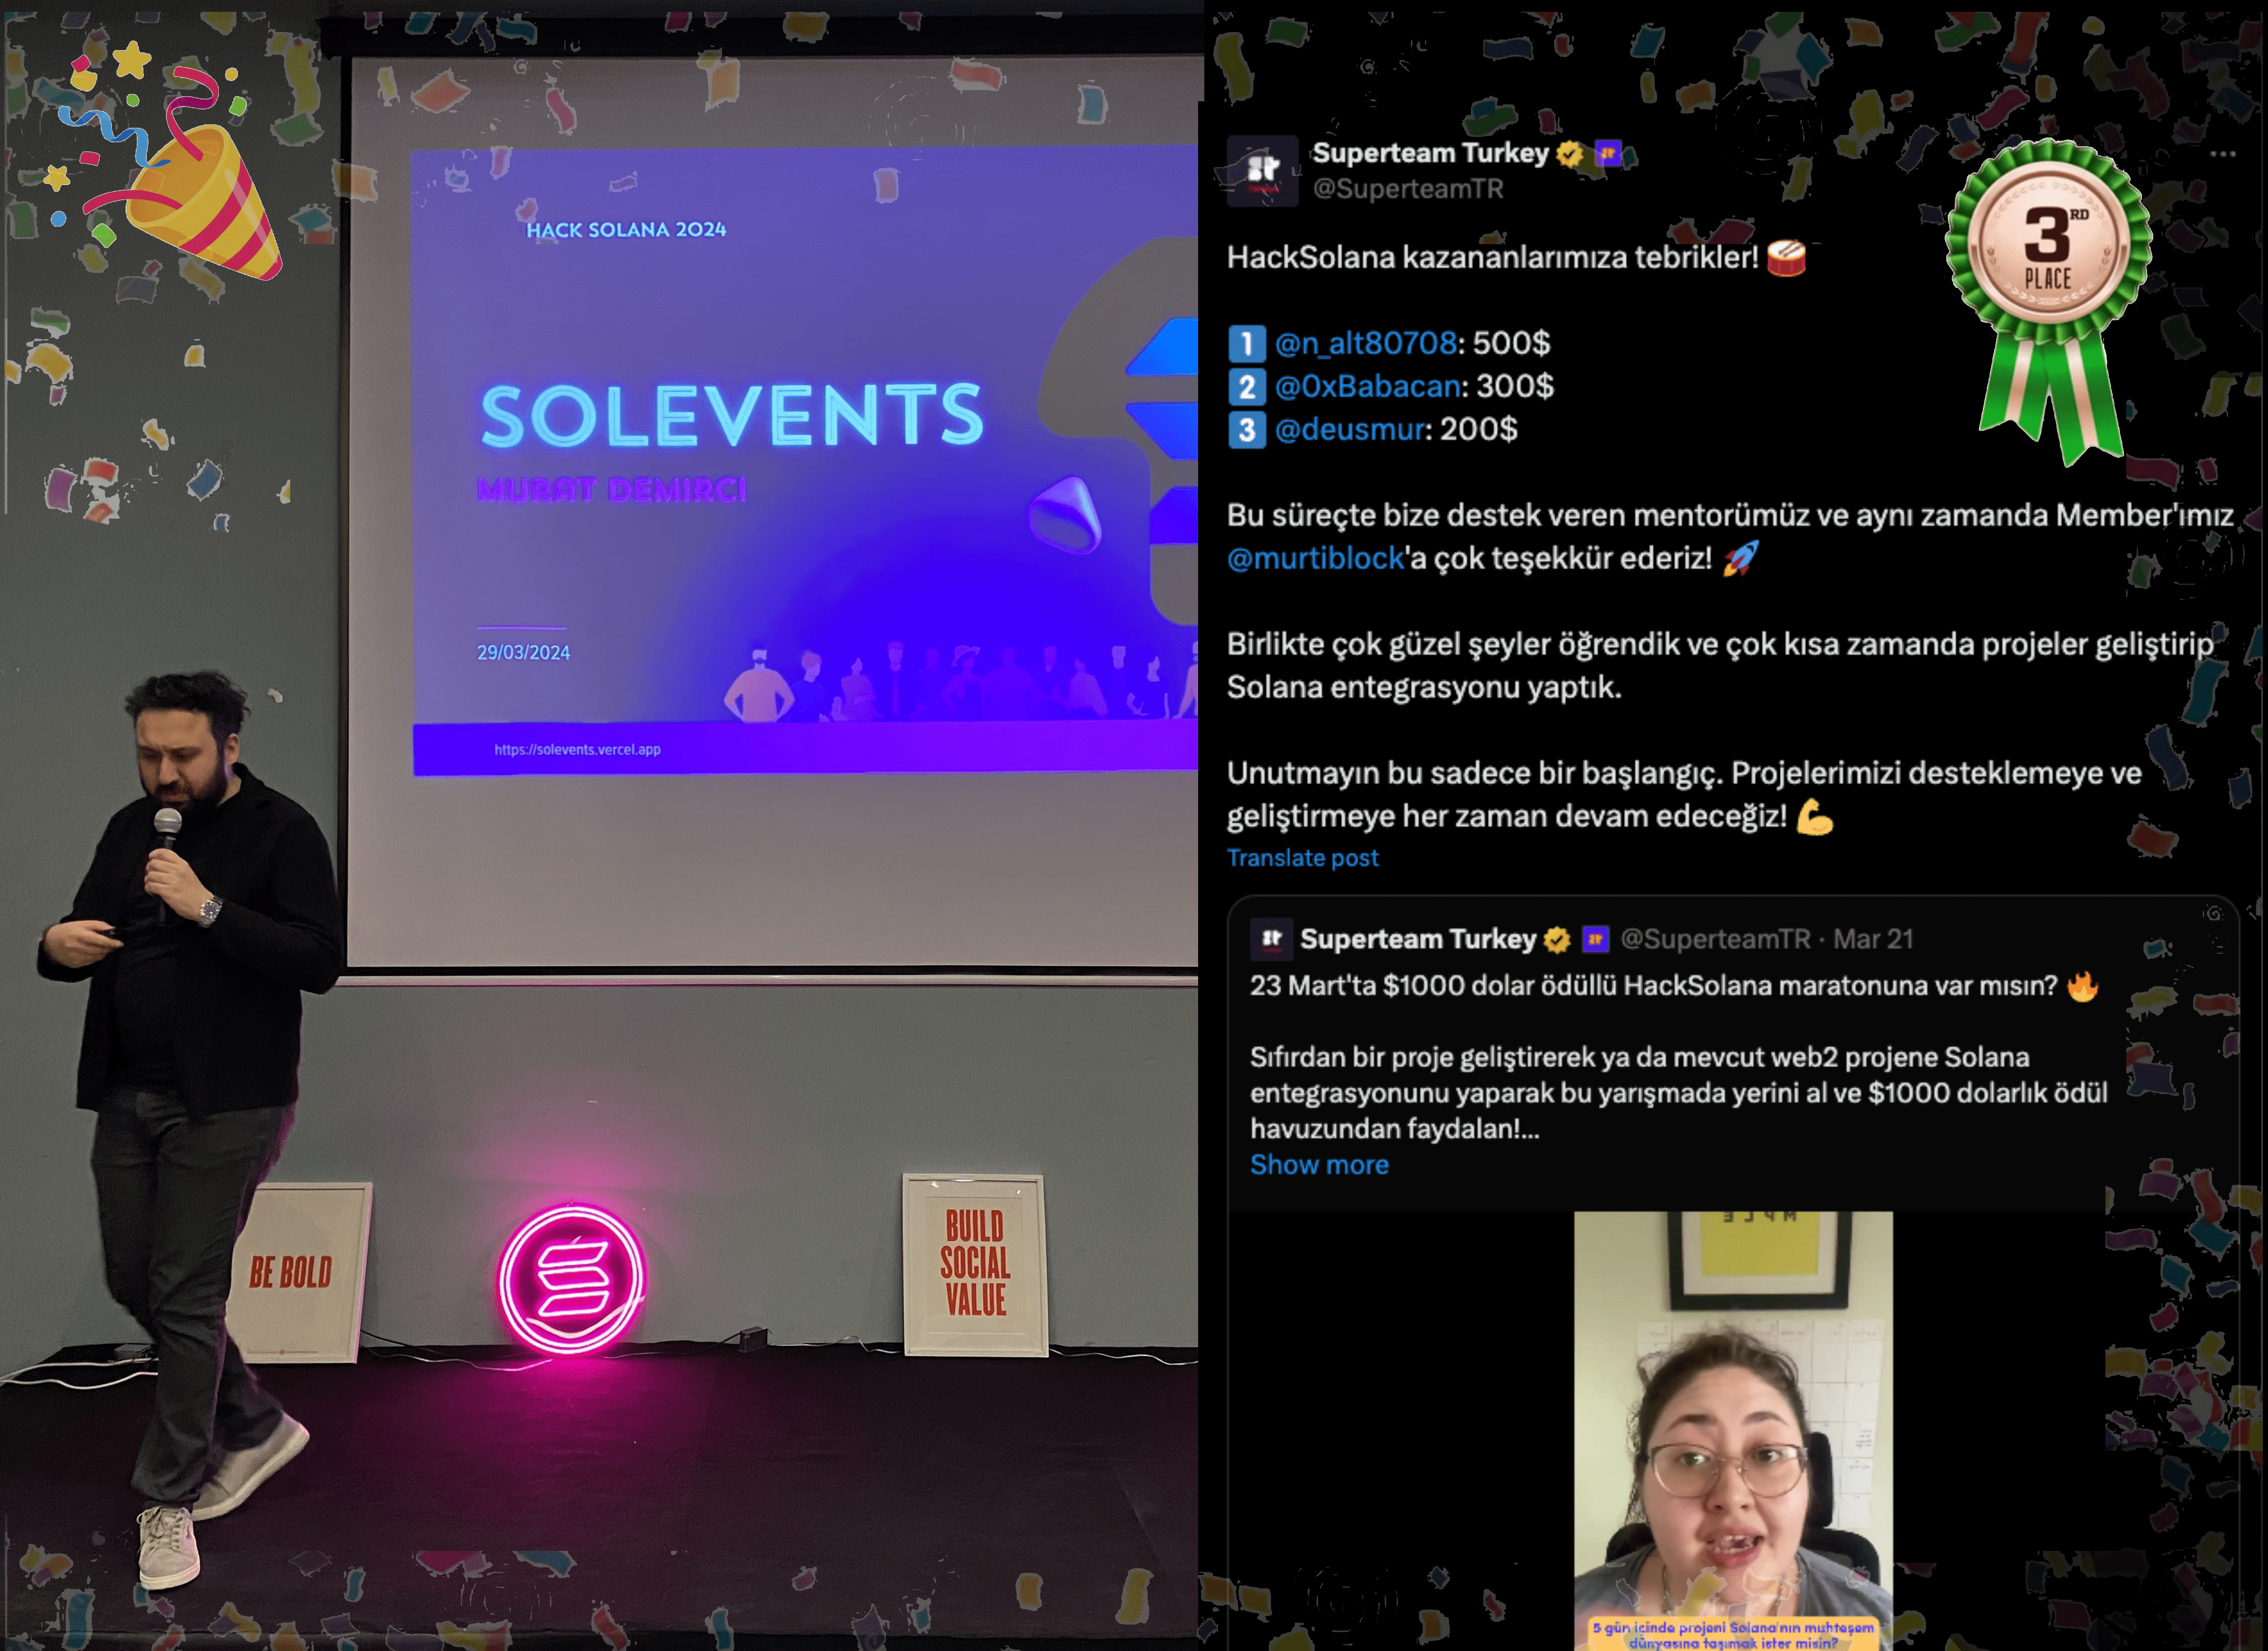 HACK SOLANA 2024
SOLEVENTS
MURAT DEMIRCI
29/03/2024
https://solevents.vercel.app
BE BOLD
BUILD
SOCIAL
VALUE
Superteam Turkey
@SuperteamTR
3RD
PLACE
HackSolana kazananlarımıza tebrikler! 🥁
1 @n_alt80708: 500$
2 @0xBabacan: 300$
3 @deusmur: 200$
Bu süreçte bize destek veren mentorümüz ve aynı zamanda Member'ımız
@murtiblock'a çok teşekkür ederiz! 🚀
Birlikte çok güzel şeyler öğrendik ve çok kısa zamanda projeler geliştirip
Solana entegrasyonu yaptık.
Unutmayın bu sadece bir başlangıç. Projelerimizi desteklemeye ve
geliştirmeye her zaman devam edeceğiz! 💪
Translate post
Superteam Turkey @SuperteamTR · Mar 21
23 Mart'ta $1000 dolar ödüllü HackSolana maratonuna var mısın? 🔥
Sıfırdan bir proje geliştirerek ya da mevcut web2 projene Solana
entegrasyonunu yaparak bu yarışmada yerini al ve $1000 dolarlık ödül
havuzundan faydalan!...
Show more
5 gün içinde projeni Solana'nın muhteşem
dünyasına taşımak ister misin?